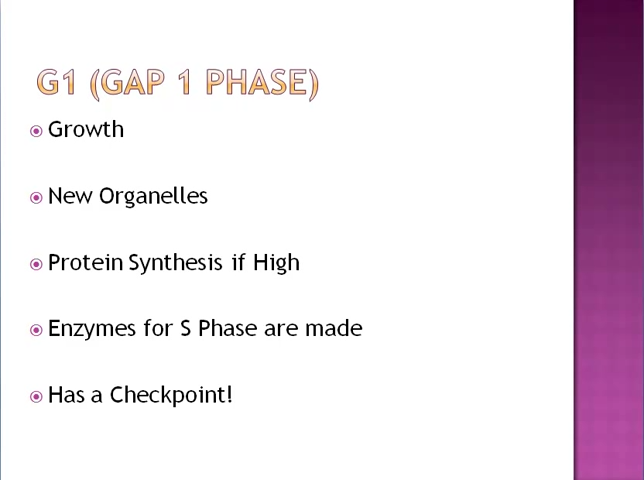 G1 (GAP 1 PHASE)
Growth
New Organelles
Protein Synthesis if High
Enzymes for S Phase are made
Has a Checkpoint!